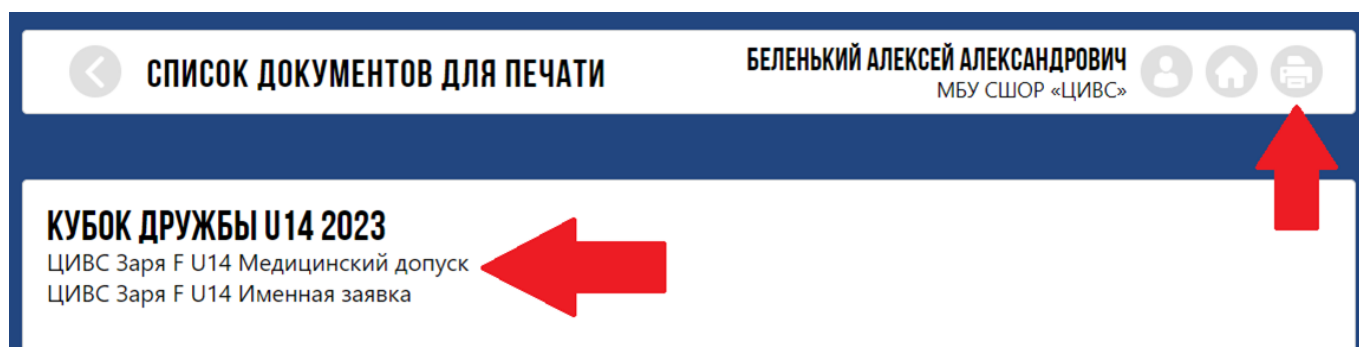 СПИСОК ДОКУМЕНТОВ ДЛЯ ПЕЧАТИ
БЕЛЕНЬКИЙ АЛЕКСЕЙ АЛЕКСАНДРОВИЧ
МБУ СШОР «ЦИВС»
КУБОК ДРУЖБЫ U14 2023
ЦИВС Заря F U14 Медицинский допуск
ЦИВС Заря F U14 Именная заявка